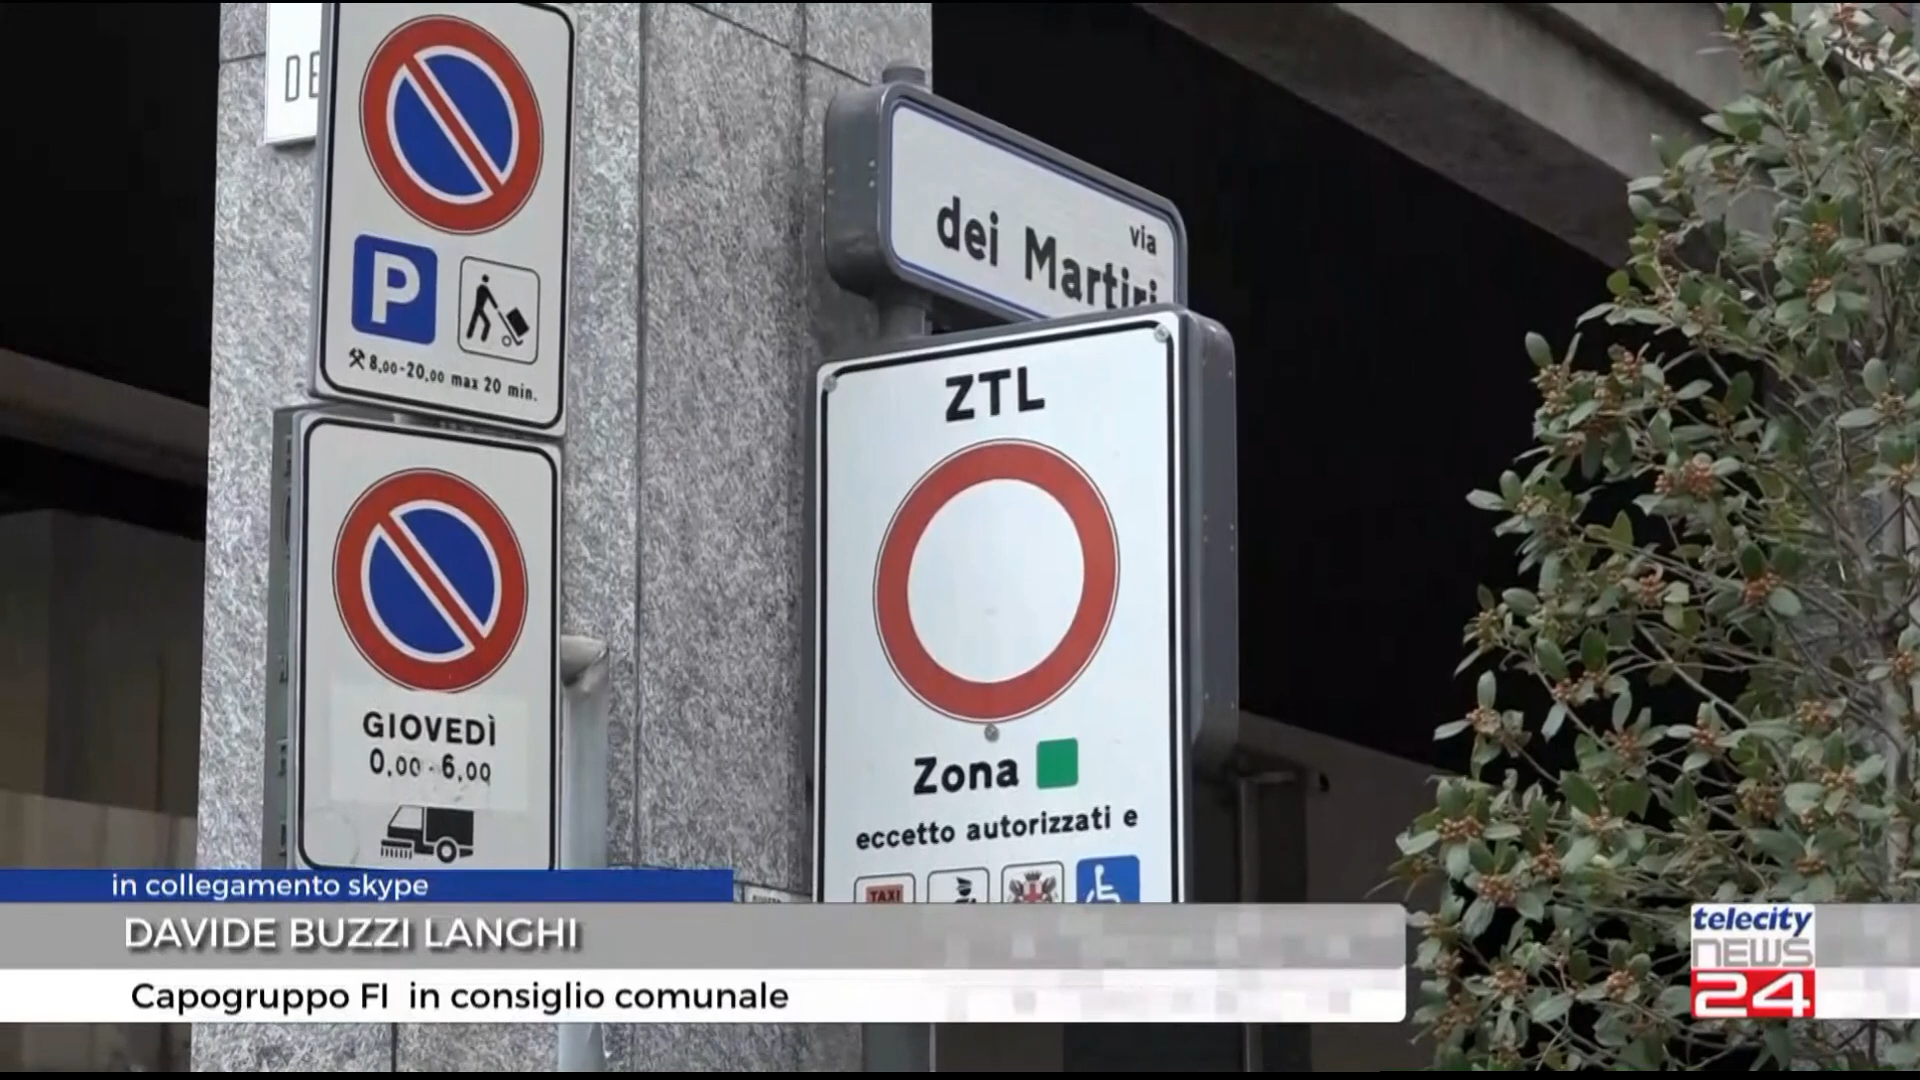 DE
P
8,00-20,00 max 20 min.
GIOVEDÌ
0,00-6,00
via
dei Martiri
ZTL
Zona
eccetto autorizzati e
TAXI
in collegamento skype
DAVIDE BUZZI LANGHI
Capogruppo FI in consiglio comunale
telecity
NEWS
24